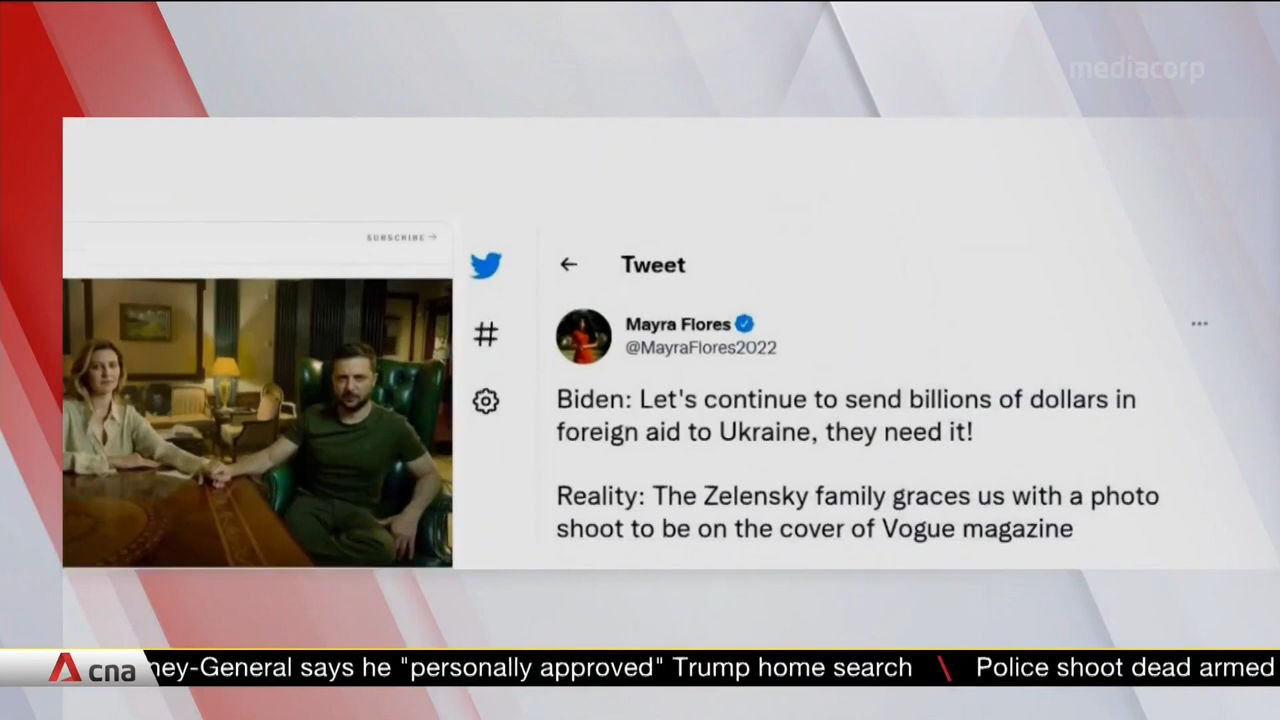 mediacorp
SUBSCRIBE
Tweet
Mayra Flores
@MayraFlores2022
Biden: Let's continue to send billions of dollars in
foreign aid to Ukraine, they need it!
Reality: The Zelensky family graces us with a photo
shoot to be on the cover of Vogue magazine
cna
ney-General says he "personally approved" Trump home search \ Police shoot dead armed